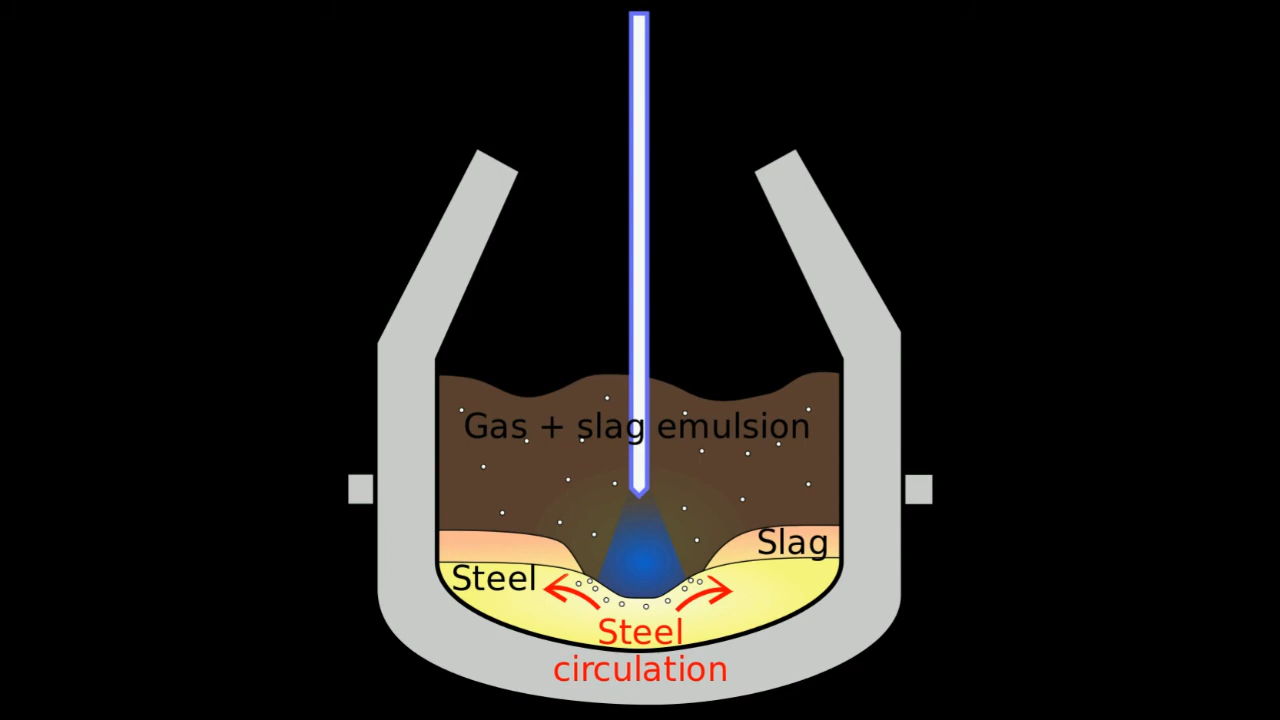 Gas + slag emulsion
Slag
Steel
Steel
circulation